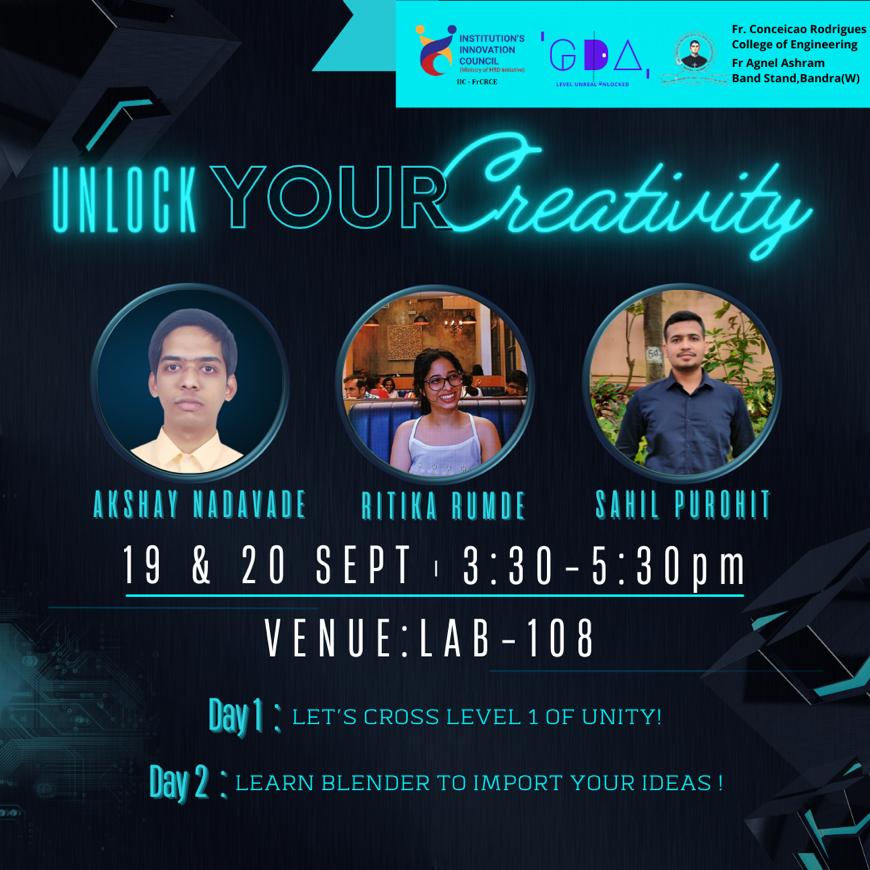 INSTITUTION'S
INNOVATION
COUNCIL
(Ministry of HRD Initiative)
IIC - FrCRCE
'GDA,
LEVEL UNREAL UNLOCKED
Fr. Conceicao Rodrigues
College of Engineering
Fr Agnel Ashram
Band Stand,Bandra(W)
UNLOCK YOUR Creativity
AKSHAY NADAVADE
RITIKA RUMDE
SAHIL PUROHIT
19 & 20 SEPT | 3:30-5:30pm
VENUE:LAB-108
Day 1 : LET'S CROSS LEVEL 1 OF UNITY!
Day 2 : LEARN BLENDER TO IMPORT YOUR IDEAS !